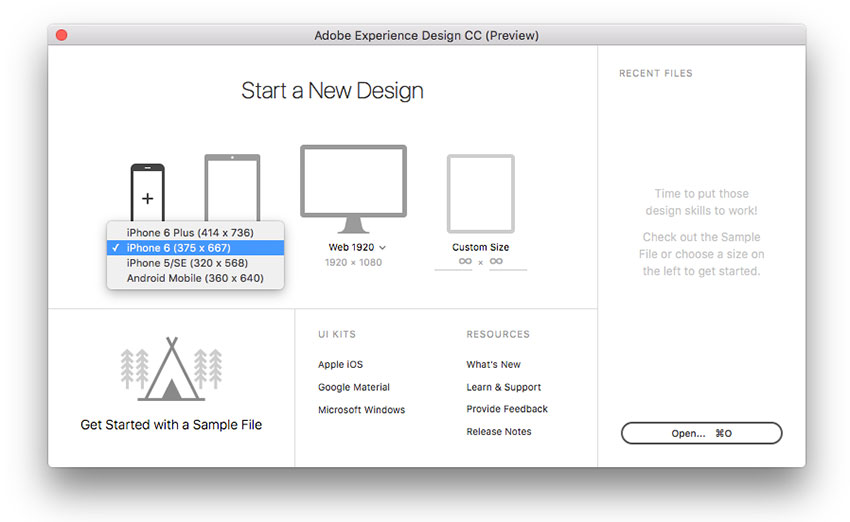 Adobe Experience Design CC (Preview)
Start a New Design
iPhone 6 Plus (414 x 736)
✓ iPhone 6 (375 x 667)
iPhone 5/SE (320 x 568)
Android Mobile (360 x 640)
Web 1920
1920 × 1080
Custom Size
∞ × ∞
Get Started with a Sample File
UI KITS
Apple iOS
Google Material
Microsoft Windows
RESOURCES
What's New
Learn & Support
Provide Feedback
Release Notes
RECENT FILES
Time to put those
design skills to work!
Check out the Sample
File or choose a size on
the left to get started.
Open... ⌘O